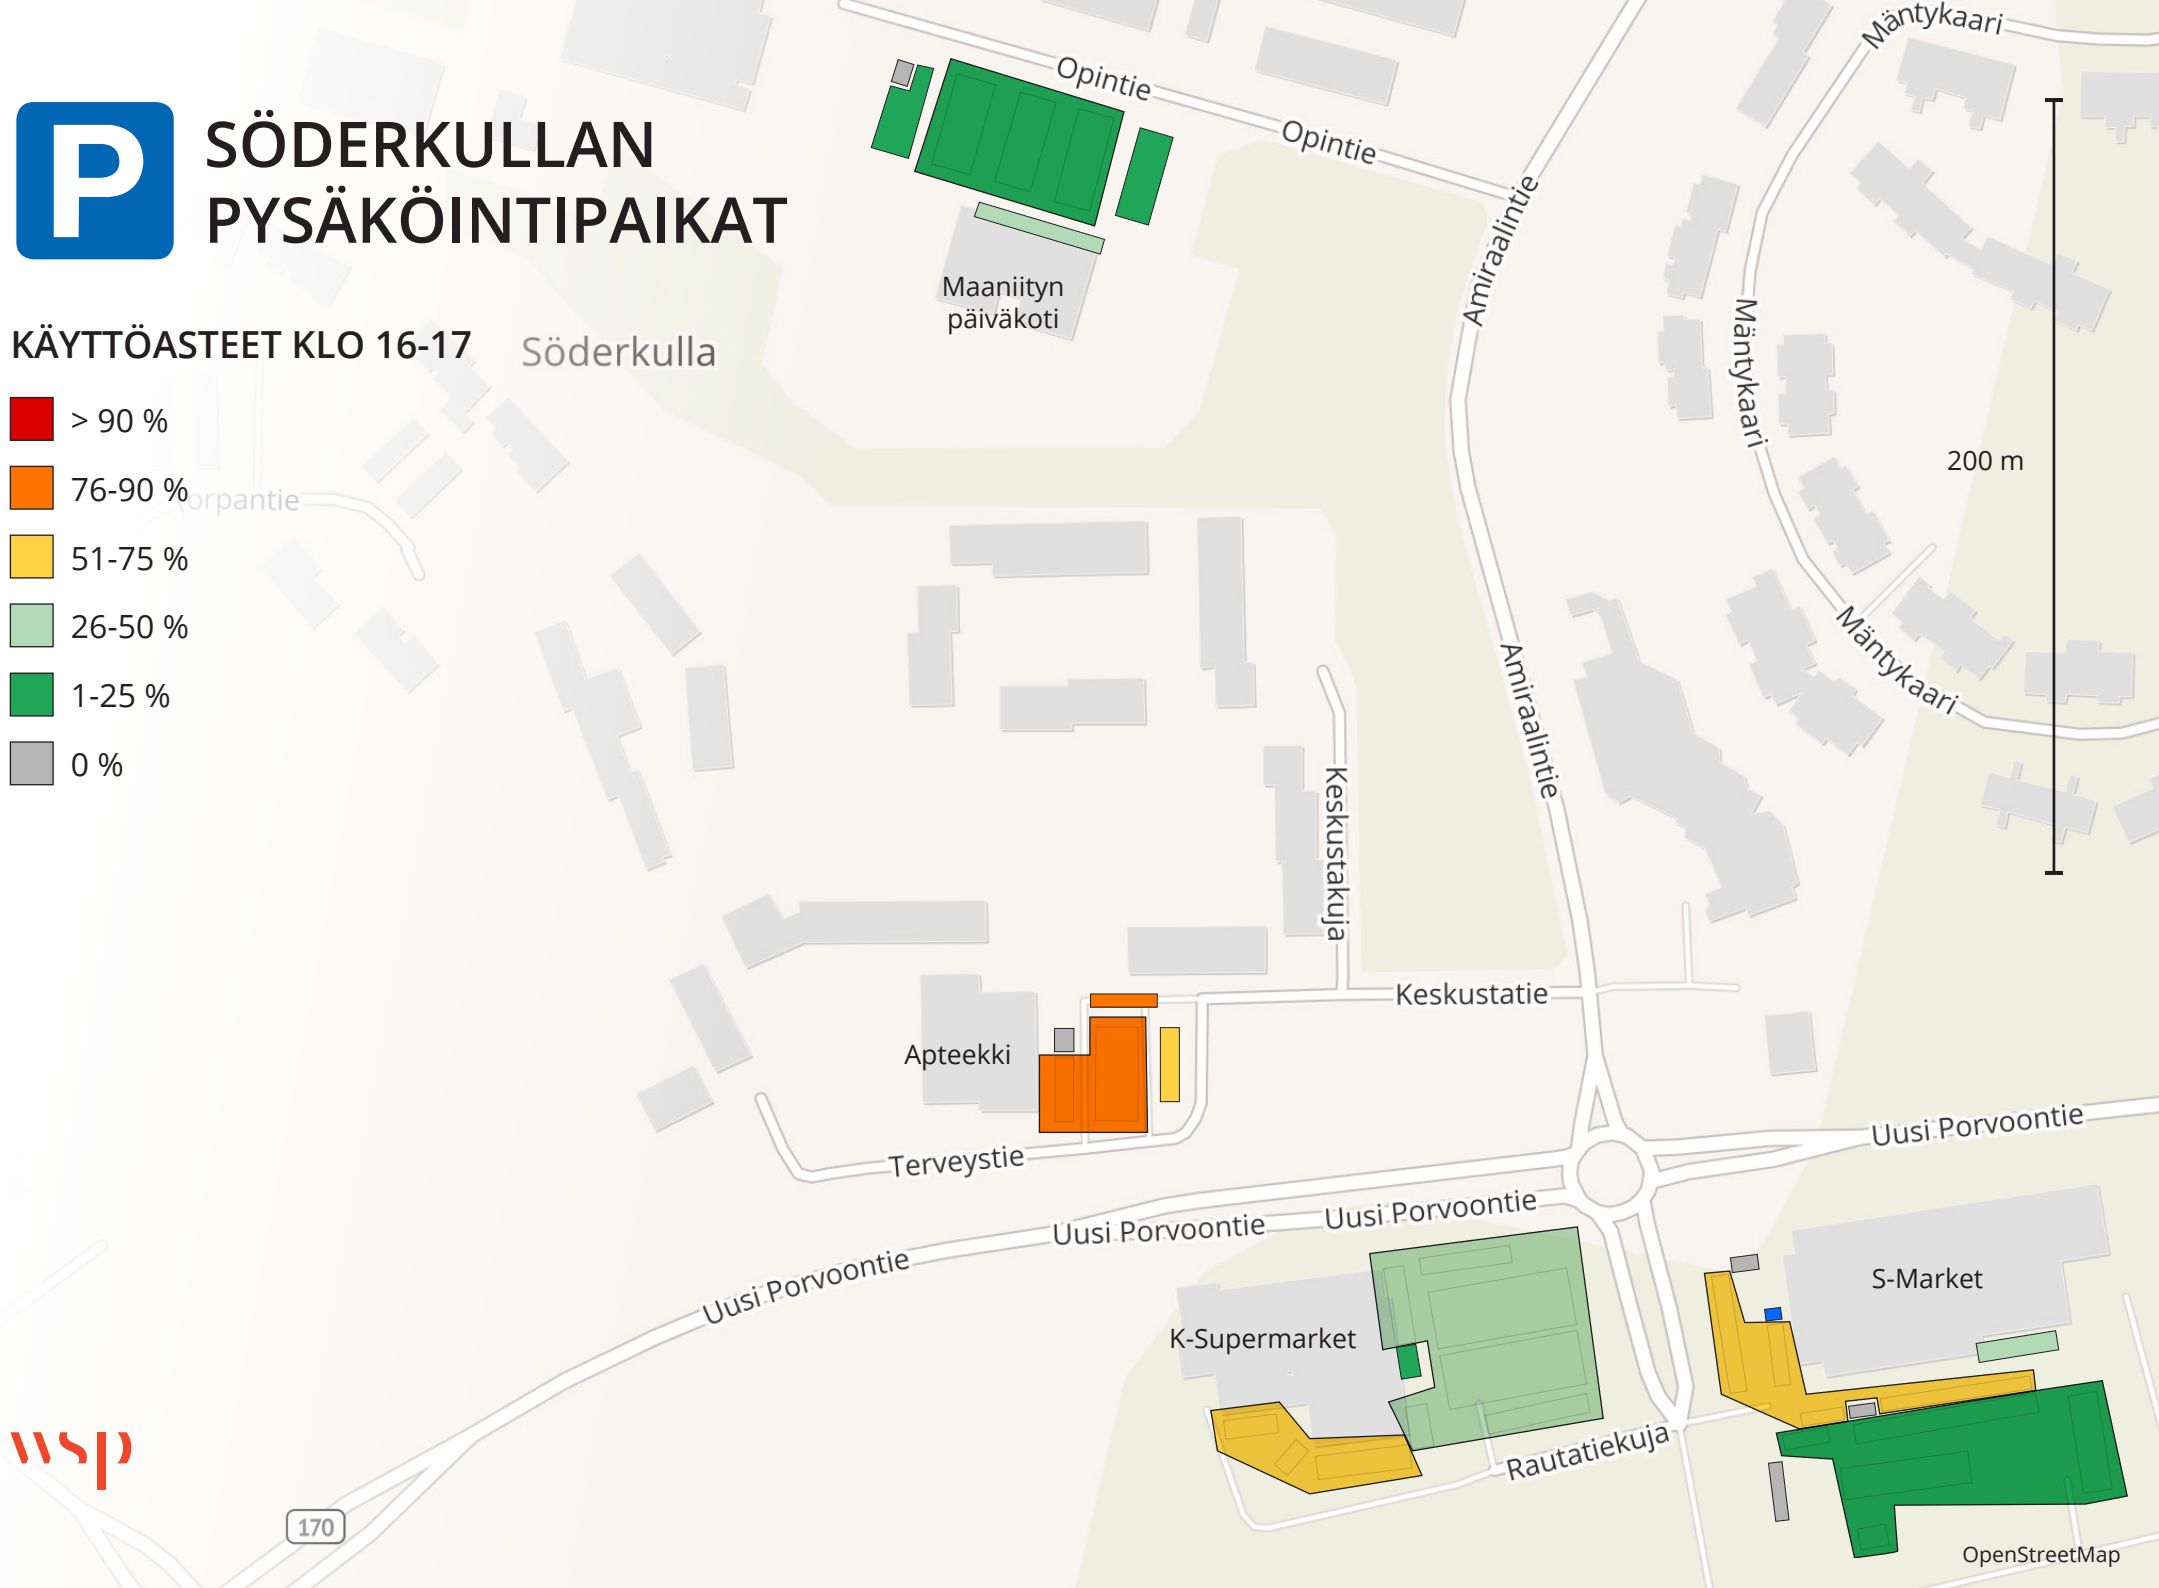 P
SÖDERKULLAN
PYSÄKÖINTIPAIKAT
KÄYTTÖASTEET KLO 16-17
> 90 %
76-90 %
51-75 %
26-50 %
1-25 %
0 %
orpantie
Söderkulla
Opintie
Opintie
Maaniityn
päiväkoti
Amiraalintie
Amiraalintie
Mäntykaari
Mäntykaari
Mäntykaari
200 m
Keskustakuja
Keskustatie
Apteekki
Terveystie
Uusi Porvoontie
Uusi Porvoontie
Uusi Porvoontie
Uusi Porvoontie
K-Supermarket
S-Market
Rautatiekuja
170
wsp
OpenStreetMap